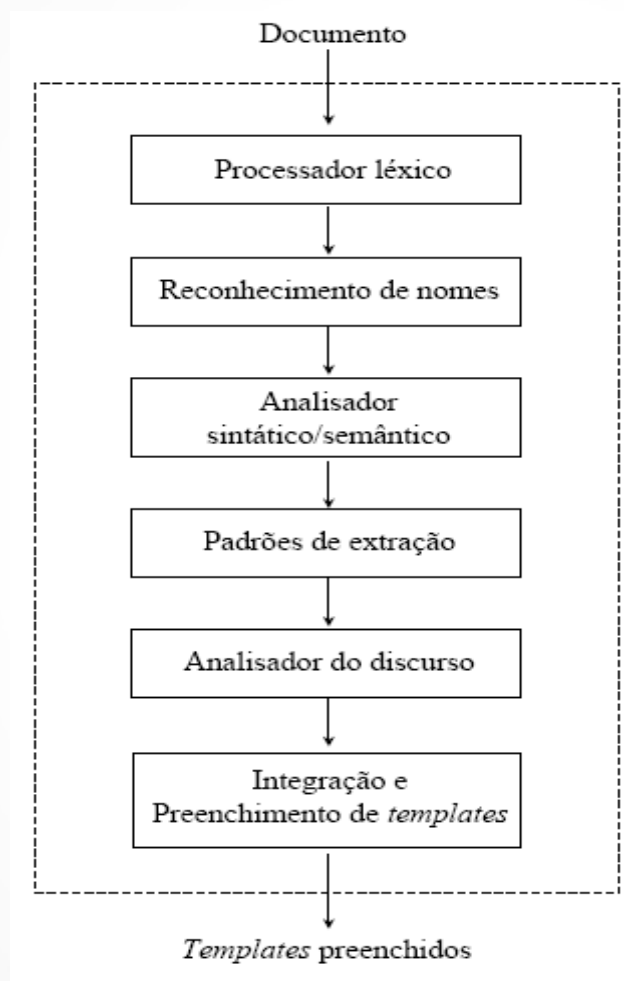 Documento
Processador léxico
Reconhecimento de nomes
Analisador
sintático/semântico
Padrões de extração
Analisador do discurso
Integração e
Preenchimento de templates
Templates preenchidos